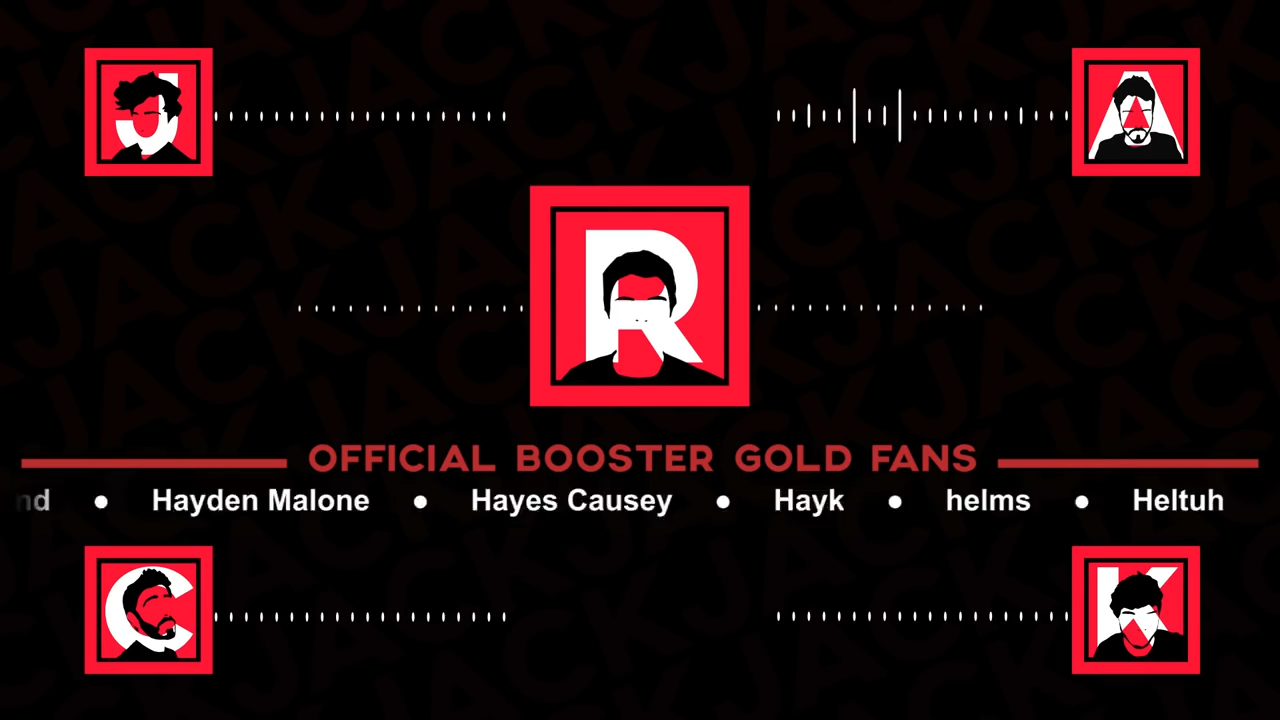 J
A
R
OFFICIAL BOOSTER GOLD FANS
nd • Hayden Malone • Hayes Causey • Hayk • helms • Heltuh
C
K